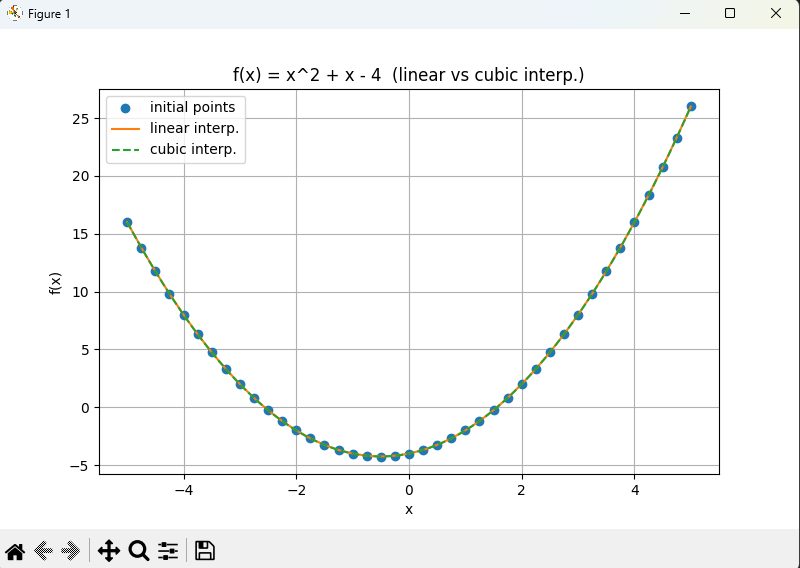 Figure 1
f(x) = x^2 + x - 4 (linear vs cubic interp.)
initial points
linear interp.
cubic interp.
25
20
15
10
5
0
−5
f(x)
−4 −2 0 2 4
x